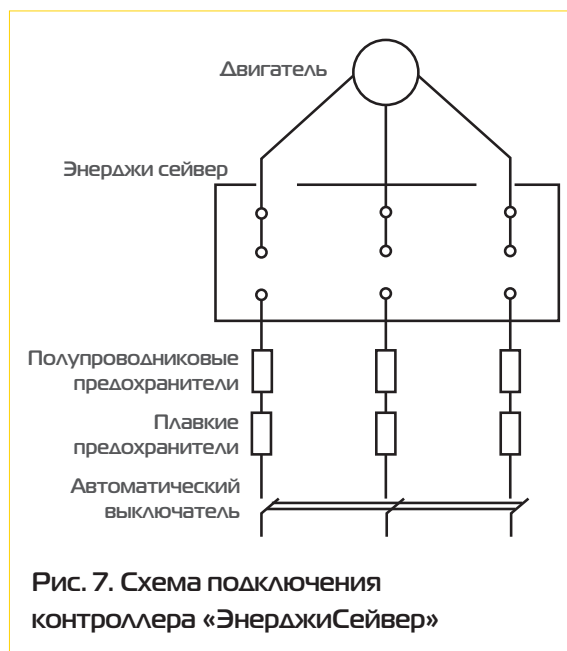 Двигатель
Энерджи сейвер
Полупроводниковые
предохранители
Плавкие
предохранители
Автоматический
выключатель
Рис. 7. Схема подключения
контроллера «ЭнерджиСейвер»